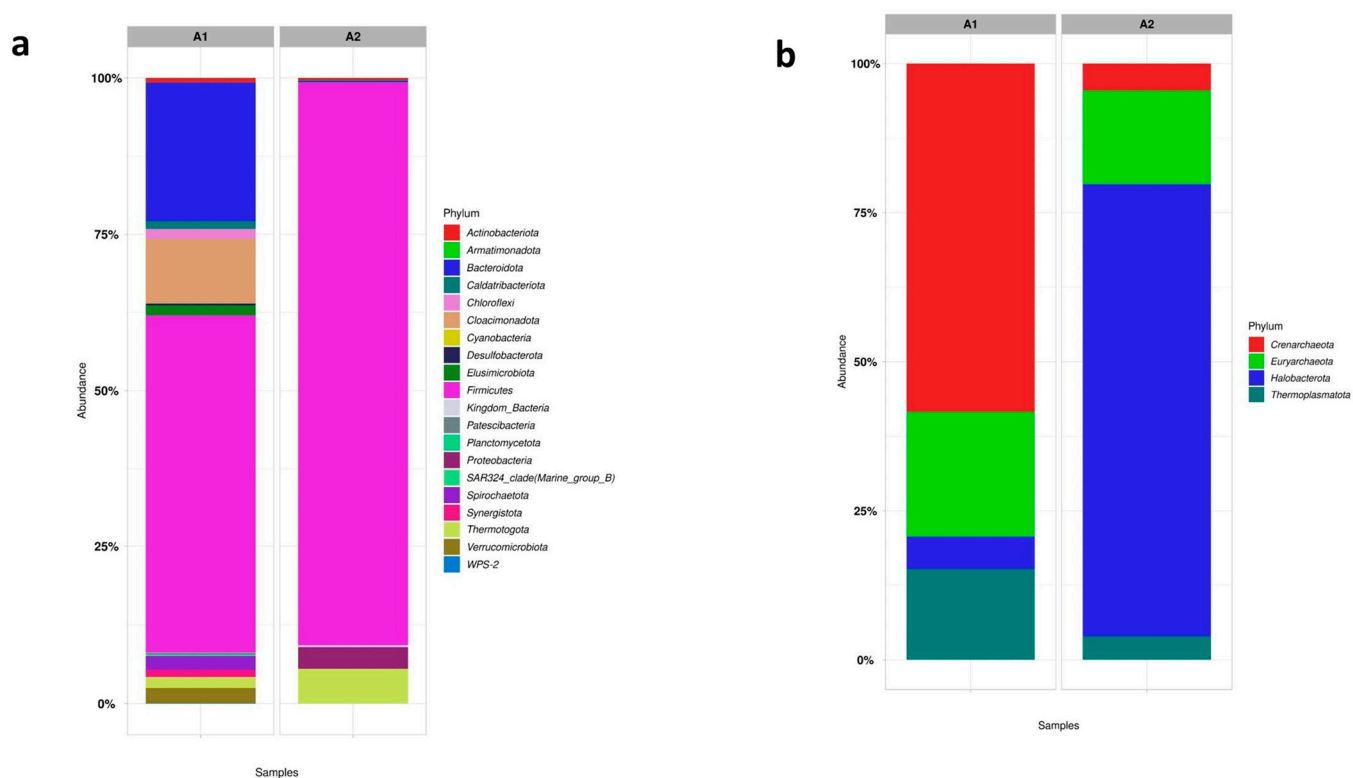 a
A1 A2
100%
75%
50%
25%
0%
Abundance
Samples
Phylum
Actinobacteriota
Armatimonadota
Bacteroidota
Caldatribacteriota
Chloroflexi
Cloacimonadota
Cyanobacteria
Desulfobacterota
Elusimicrobiota
Firmicutes
Kingdom_Bacteria
Patescibacteria
Planctomycetota
Proteobacteria
SAR324_clade(Marine_group_B)
Spirochaetota
Synergistota
Thermotogota
Verrucomicrobiota
WPS-2
b
A1 A2
100%
75%
50%
25%
0%
Abundance
Samples
Phylum
Crenarchaeota
Euryarchaeota
Halobacterota
Thermoplasmatota